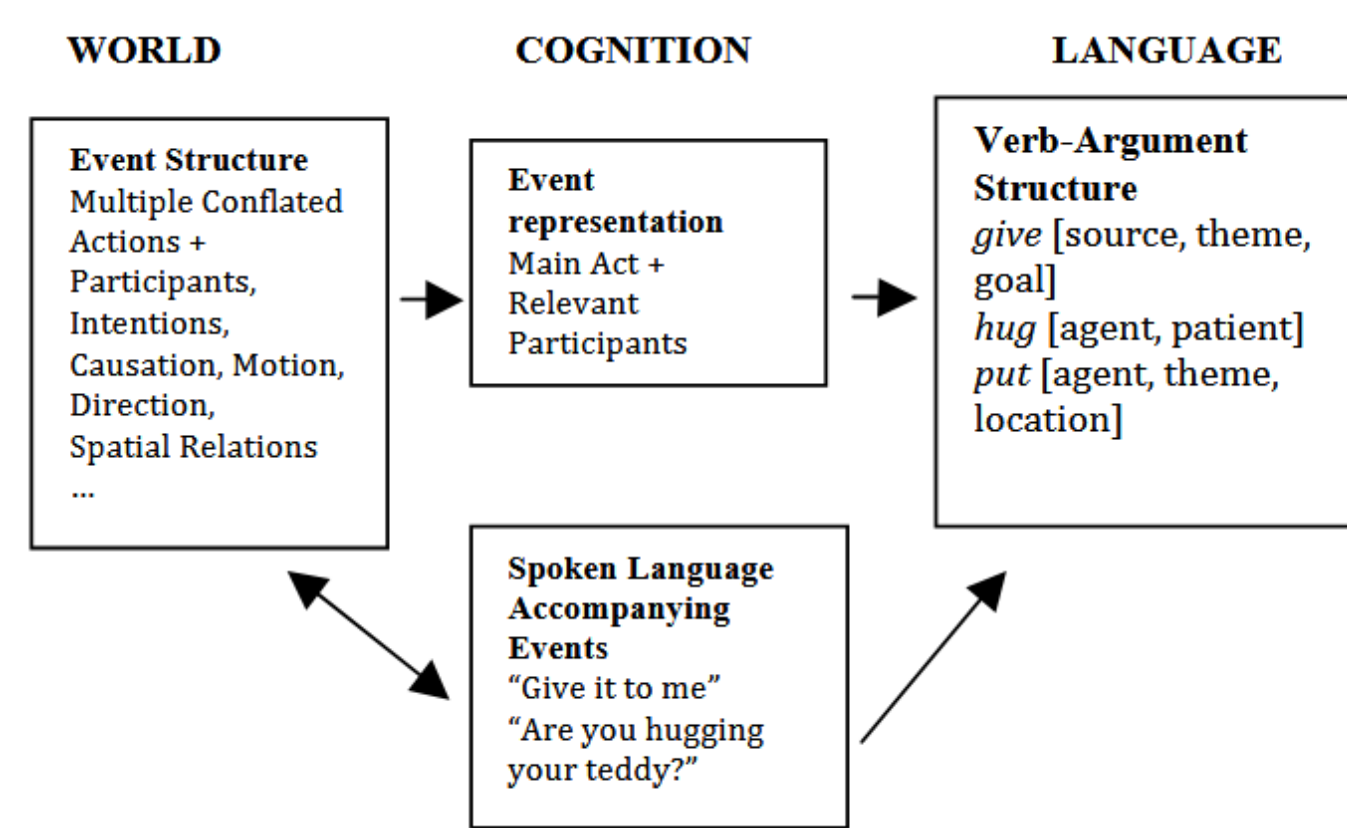 WORLD
COGNITION
LANGUAGE
Event Structure
Multiple Conflated
Actions +
Participants,
Intentions,
Causation, Motion,
Direction,
Spatial Relations
...
Event
representation
Main Act +
Relevant
Participants
Verb-Argument
Structure
give [source, theme,
goal]
hug [agent, patient]
put [agent, theme,
location]
Spoken Language
Accompanying
Events
“Give it to me”
“Are you hugging
your teddy?”